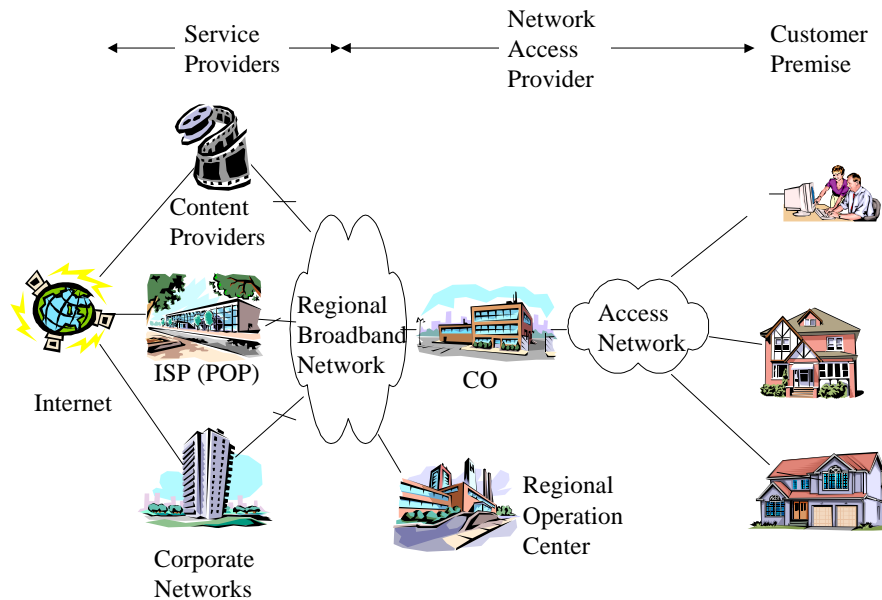 Service
Providers
Network
Access
Provider
Customer
Premise
Content
Providers
Regional
Broadband
Network
Access
Network
ISP (POP)
CO
Internet
Regional
Operation
Center
Corporate
Networks